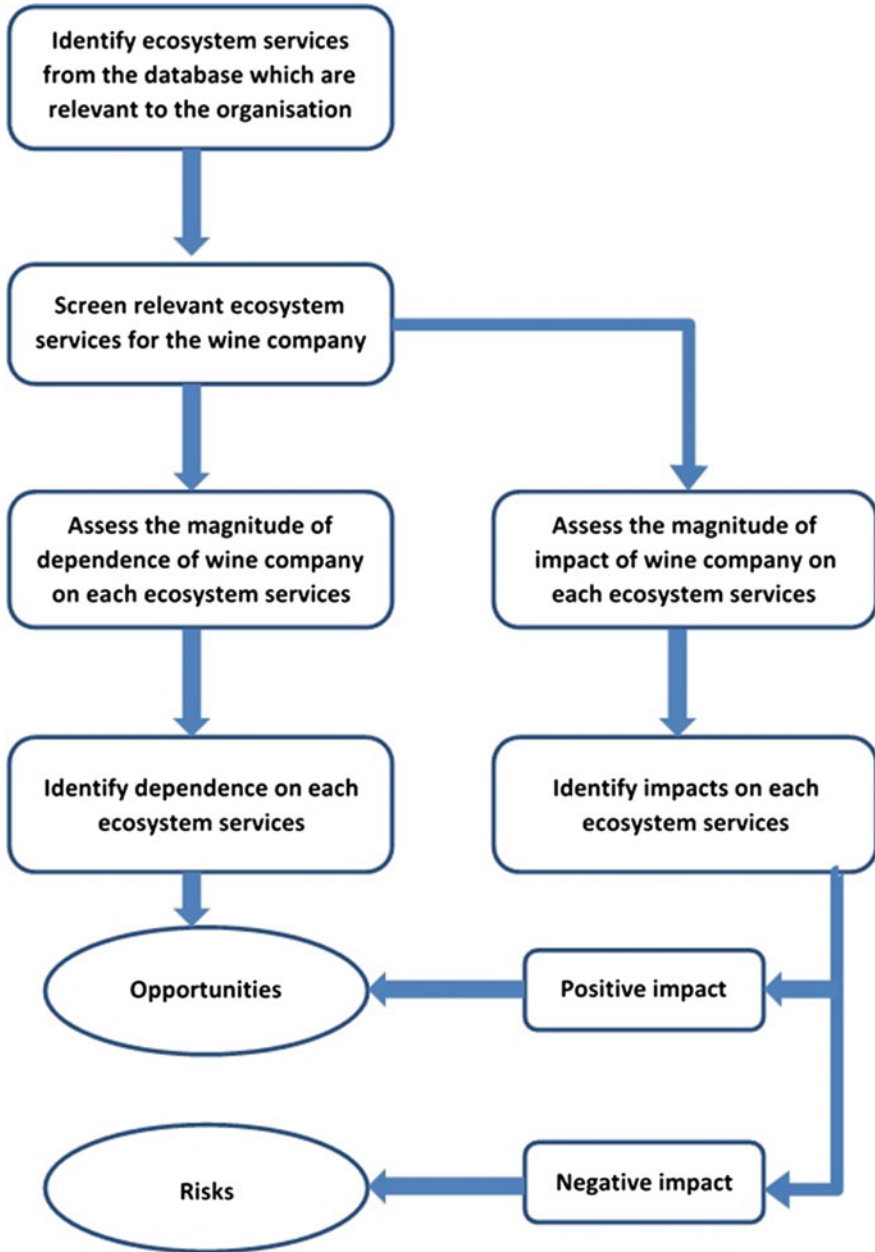 Identify ecosystem services
from the database which are
relevant to the organisation
Screen relevant ecosystem
services for the wine company
Assess the magnitude of
dependence of wine company
on each ecosystem services
Assess the magnitude of
impact of wine company on
each ecosystem services
Identify dependence on each
ecosystem services
Identify impacts on each
ecosystem services
Opportunities
Positive impact
Risks
Negative impact